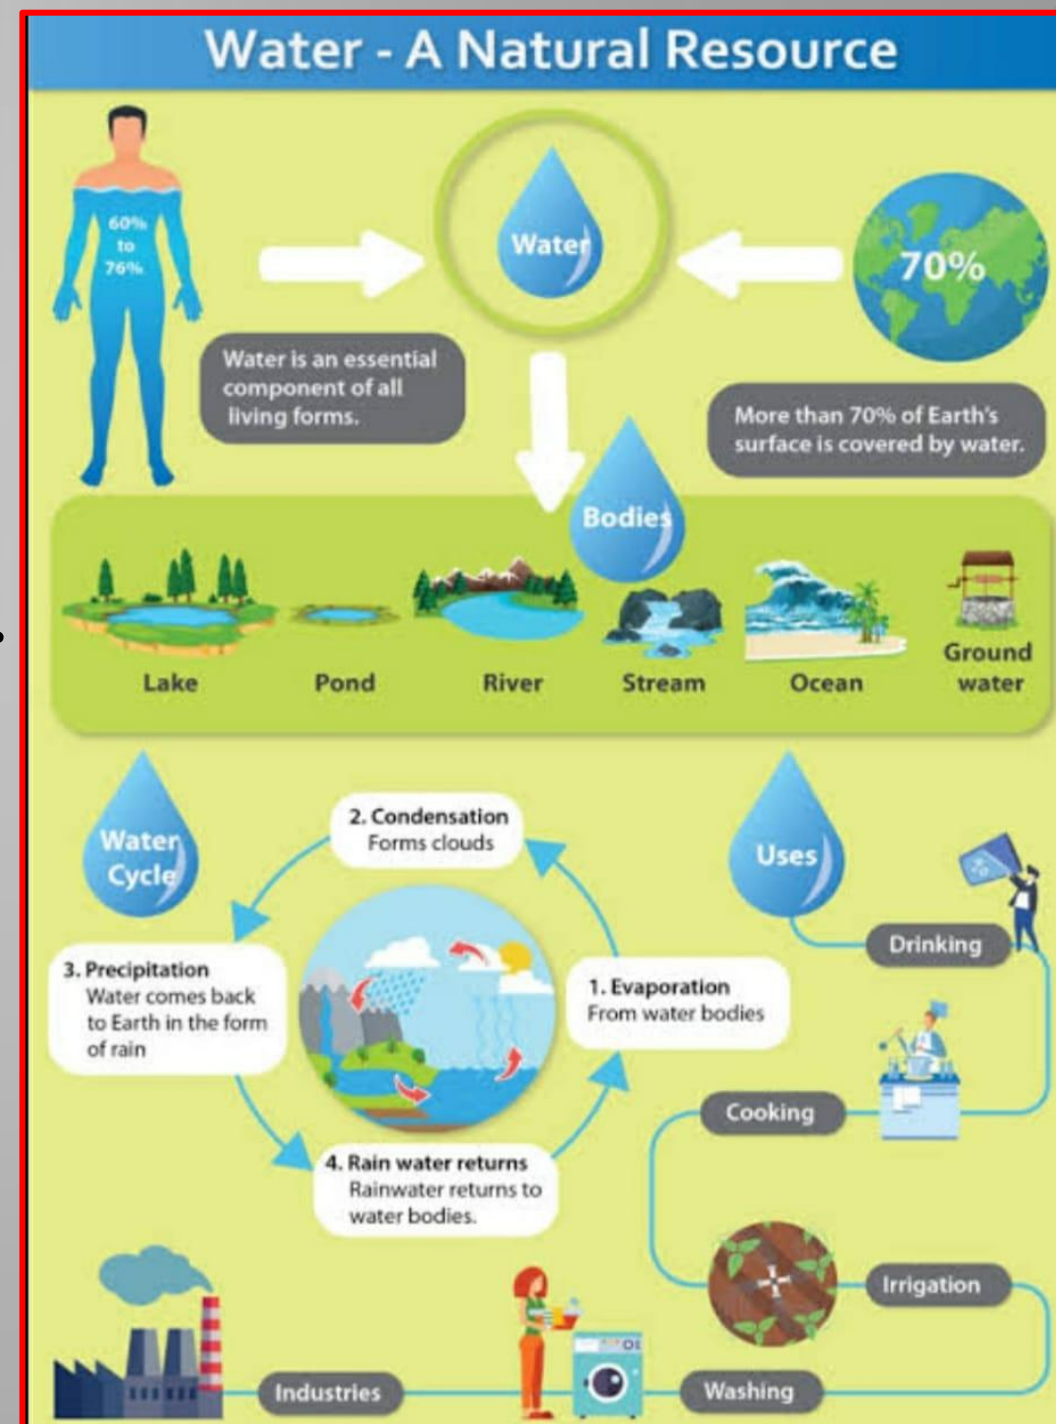 Water - A Natural Resource
60%
to
76%
Water
70%
Water is an essential
component of all
living forms.
More than 70% of Earth's
surface is covered by water.
Bodies
Lake
Pond
River
Stream
Ocean
Ground
water
Water
Cycle
2. Condensation
Forms clouds
3. Precipitation
Water comes back
to Earth in the form
of rain
1. Evaporation
From water bodies
4. Rain water returns
Rainwater returns to
water bodies.
Uses
Drinking
Cooking
Irrigation
Washing
Industries